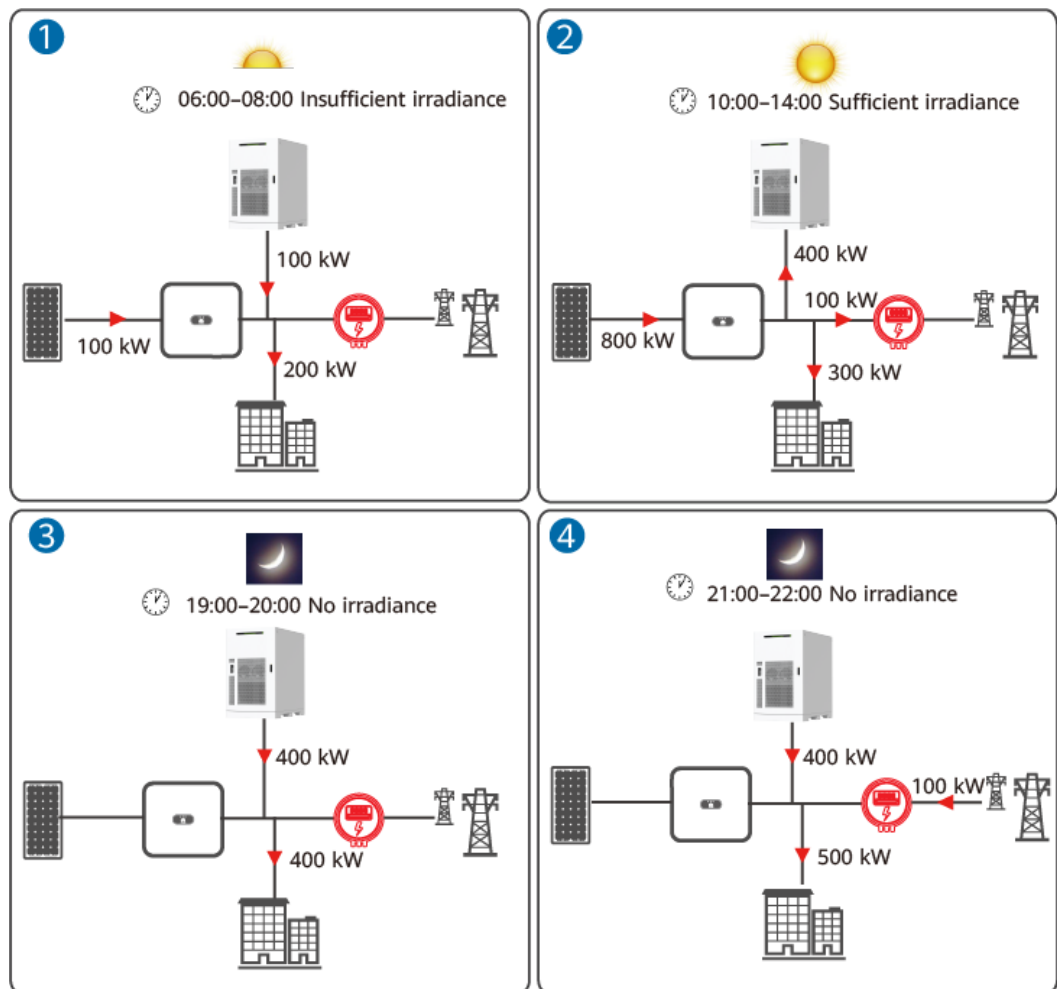 1
06:00–08:00 Insufficient irradiance
100 kW
100 kW
200 kW
2
10:00–14:00 Sufficient irradiance
400 kW
100 kW
800 kW
300 kW
3
19:00–20:00 No irradiance
400 kW
400 kW
4
21:00–22:00 No irradiance
400 kW
100 kW
500 kW